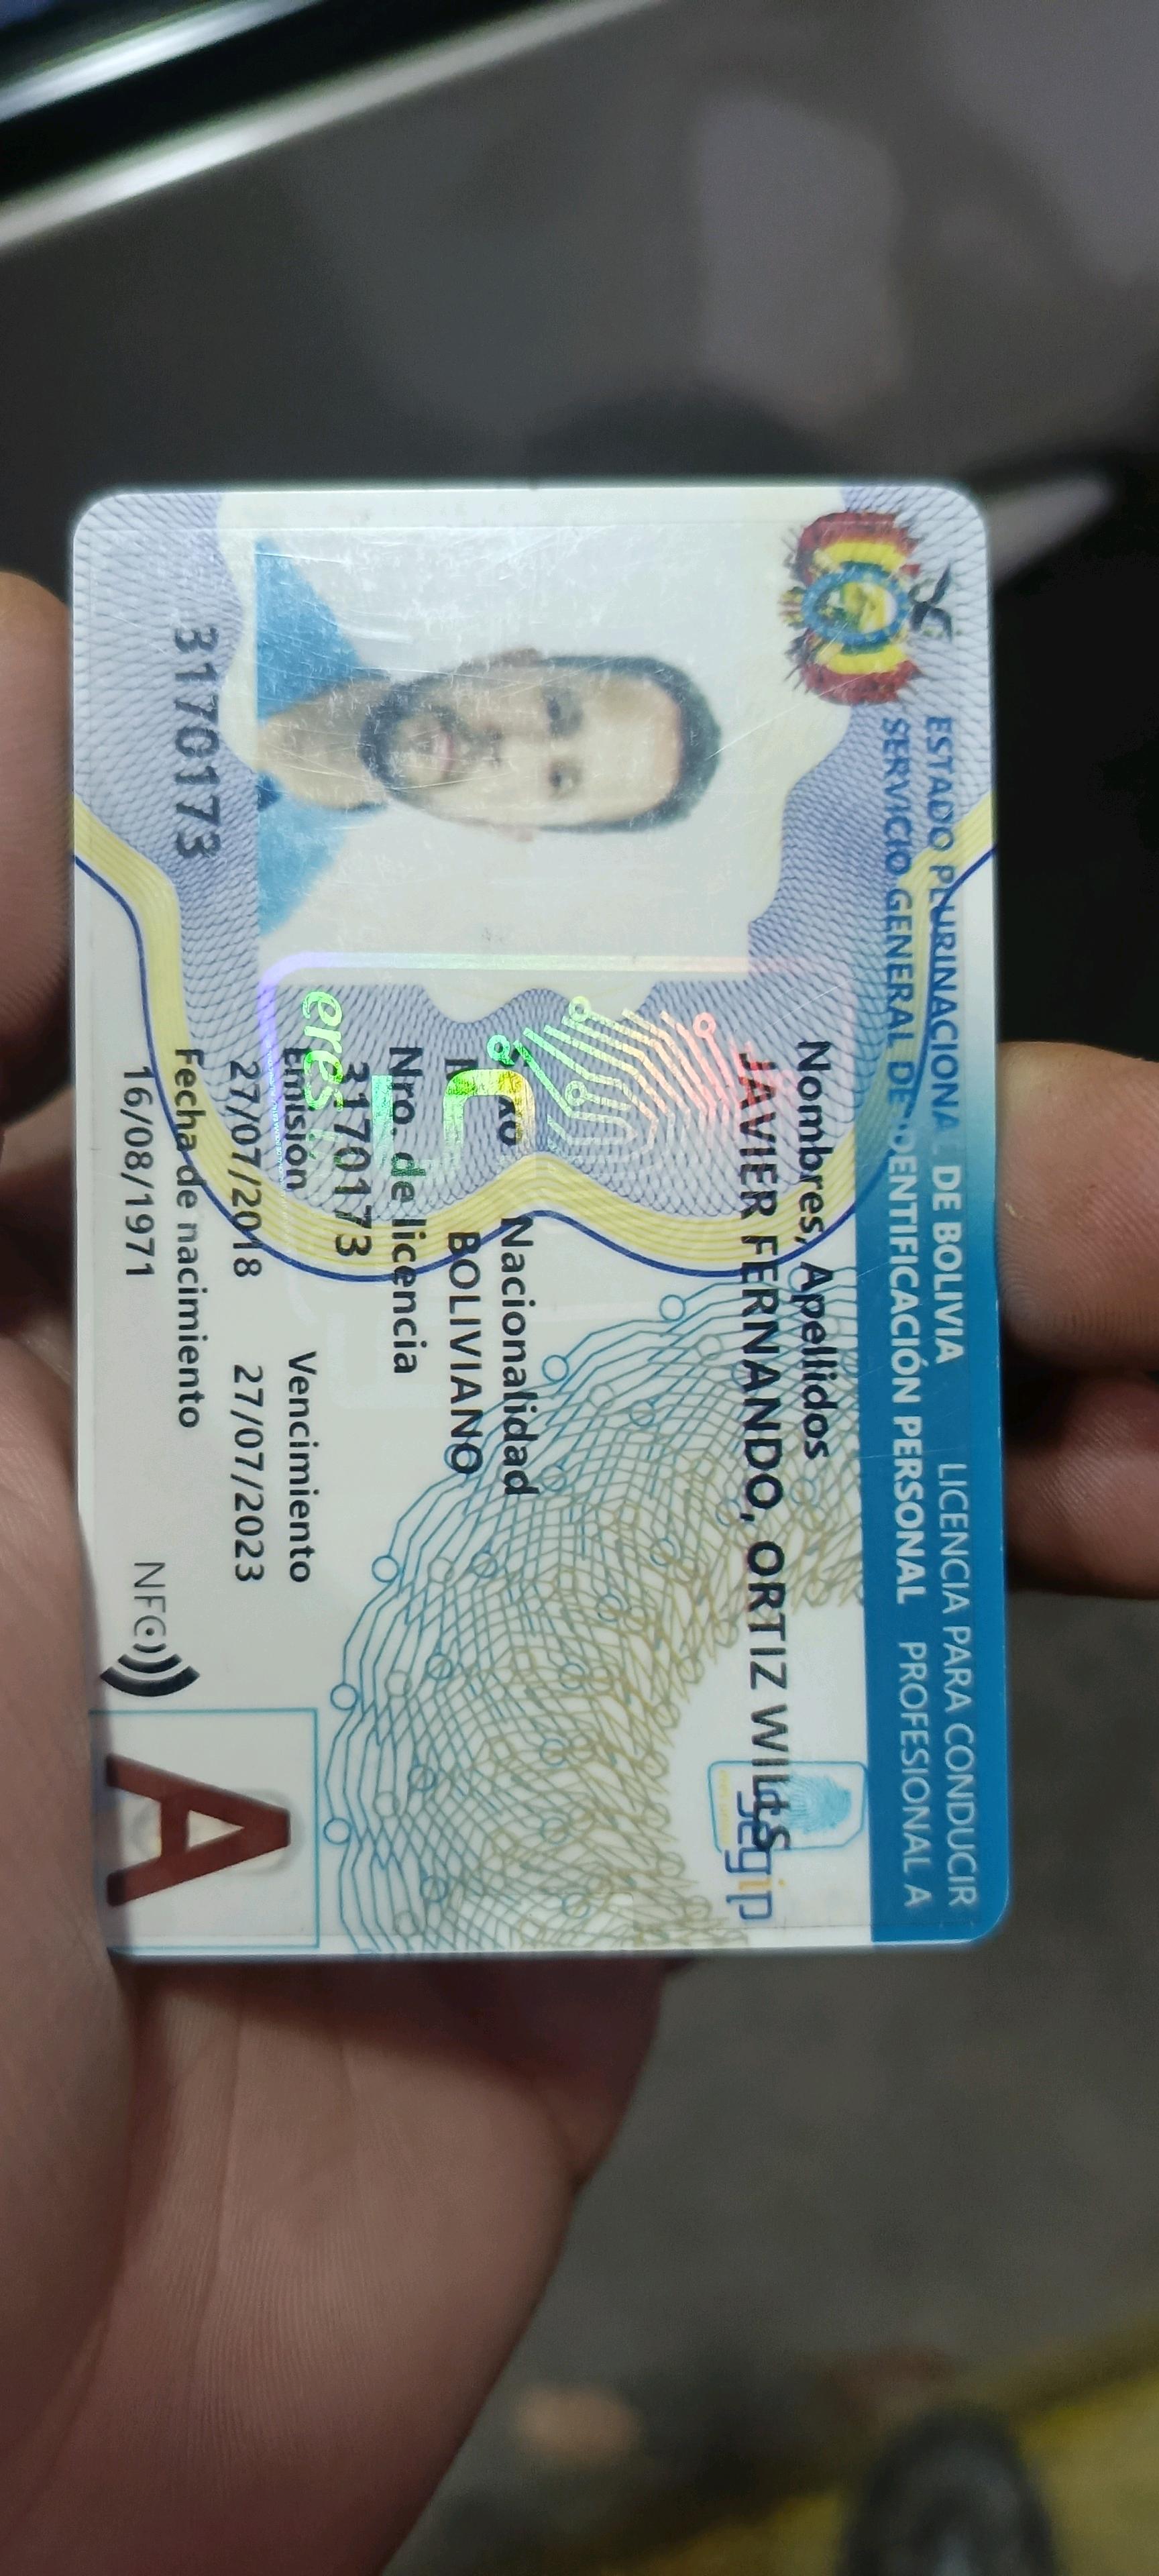 ESTADO PLURINACIONAL DE BOLIVIA LICENCIA PARA CONDUCIR
SERVICIO GENERAL DE IDENTIFICACIÓN PERSONAL PROFESIONAL A
Nombres, Apellidos
JAVIER FERNANDO, ORTIZ WILLS
segip
Sexo Nacionalidad
BOLIVIANO
Nro. de licencia
3170173
Emisión Vencimiento
27/07/2018 27/07/2023
Fecha de nacimiento
16/08/1971
3170173
NFC
A
LC
eres